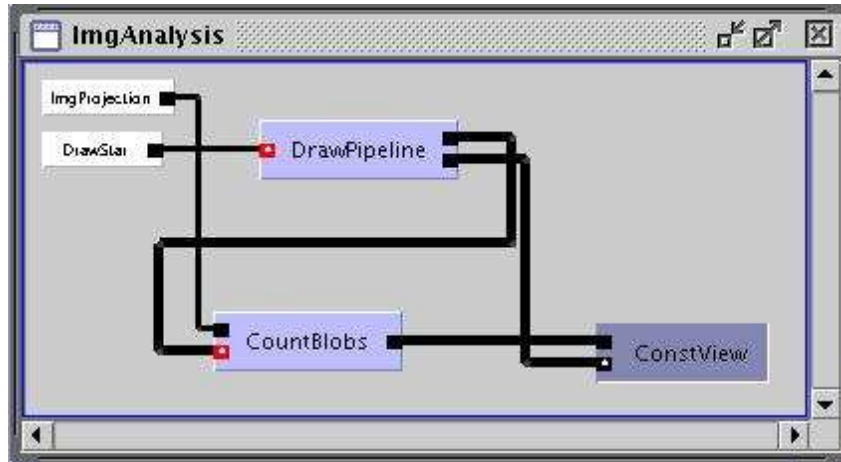 ImgAnalysis
ImgProjection
DrawStar
DrawPipeline
CountBlobs
ConstView